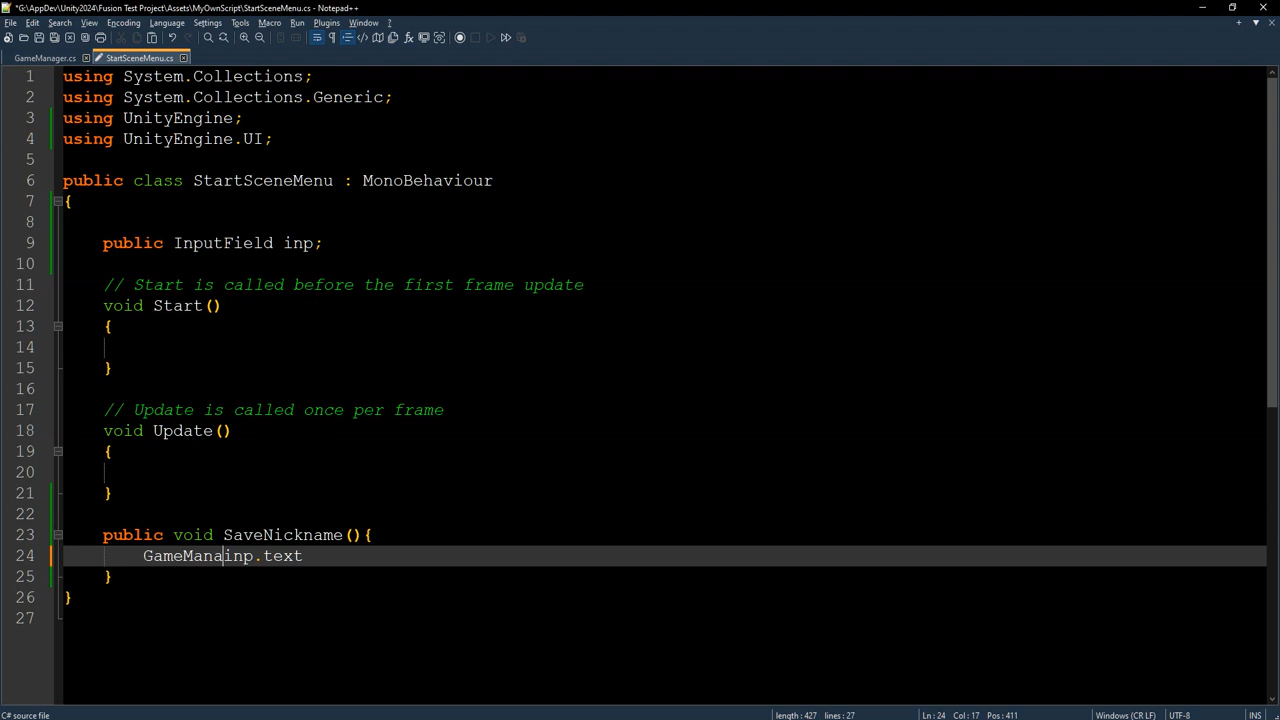 *G:\AppDev\Unity2024\Fusion Test Project\Assets\MyOwnScript\StartSceneMenu.cs - Notepad++
File Edit Search View Encoding Language Settings Tools Macro Run Plugins Window ?
GameManager.cs StartSceneMenu.cs
1 using System.Collections;
2 using System.Collections.Generic;
3 using UnityEngine;
4 using UnityEngine.UI;
5
6 public class StartSceneMenu : MonoBehaviour
7 {
8
9 public InputField inp;
10
11 // Start is called before the first frame update
12 void Start()
13 {
14
15 }
16
17 // Update is called once per frame
18 void Update()
19 {
20
21 }
22
23 public void SaveNickname(){
24 GameManainp.text
25 }
26 }
27
C# source file length : 427 lines : 27 Ln : 24 Col : 17 Pos : 411 Windows (CR LF) UTF-8 INS